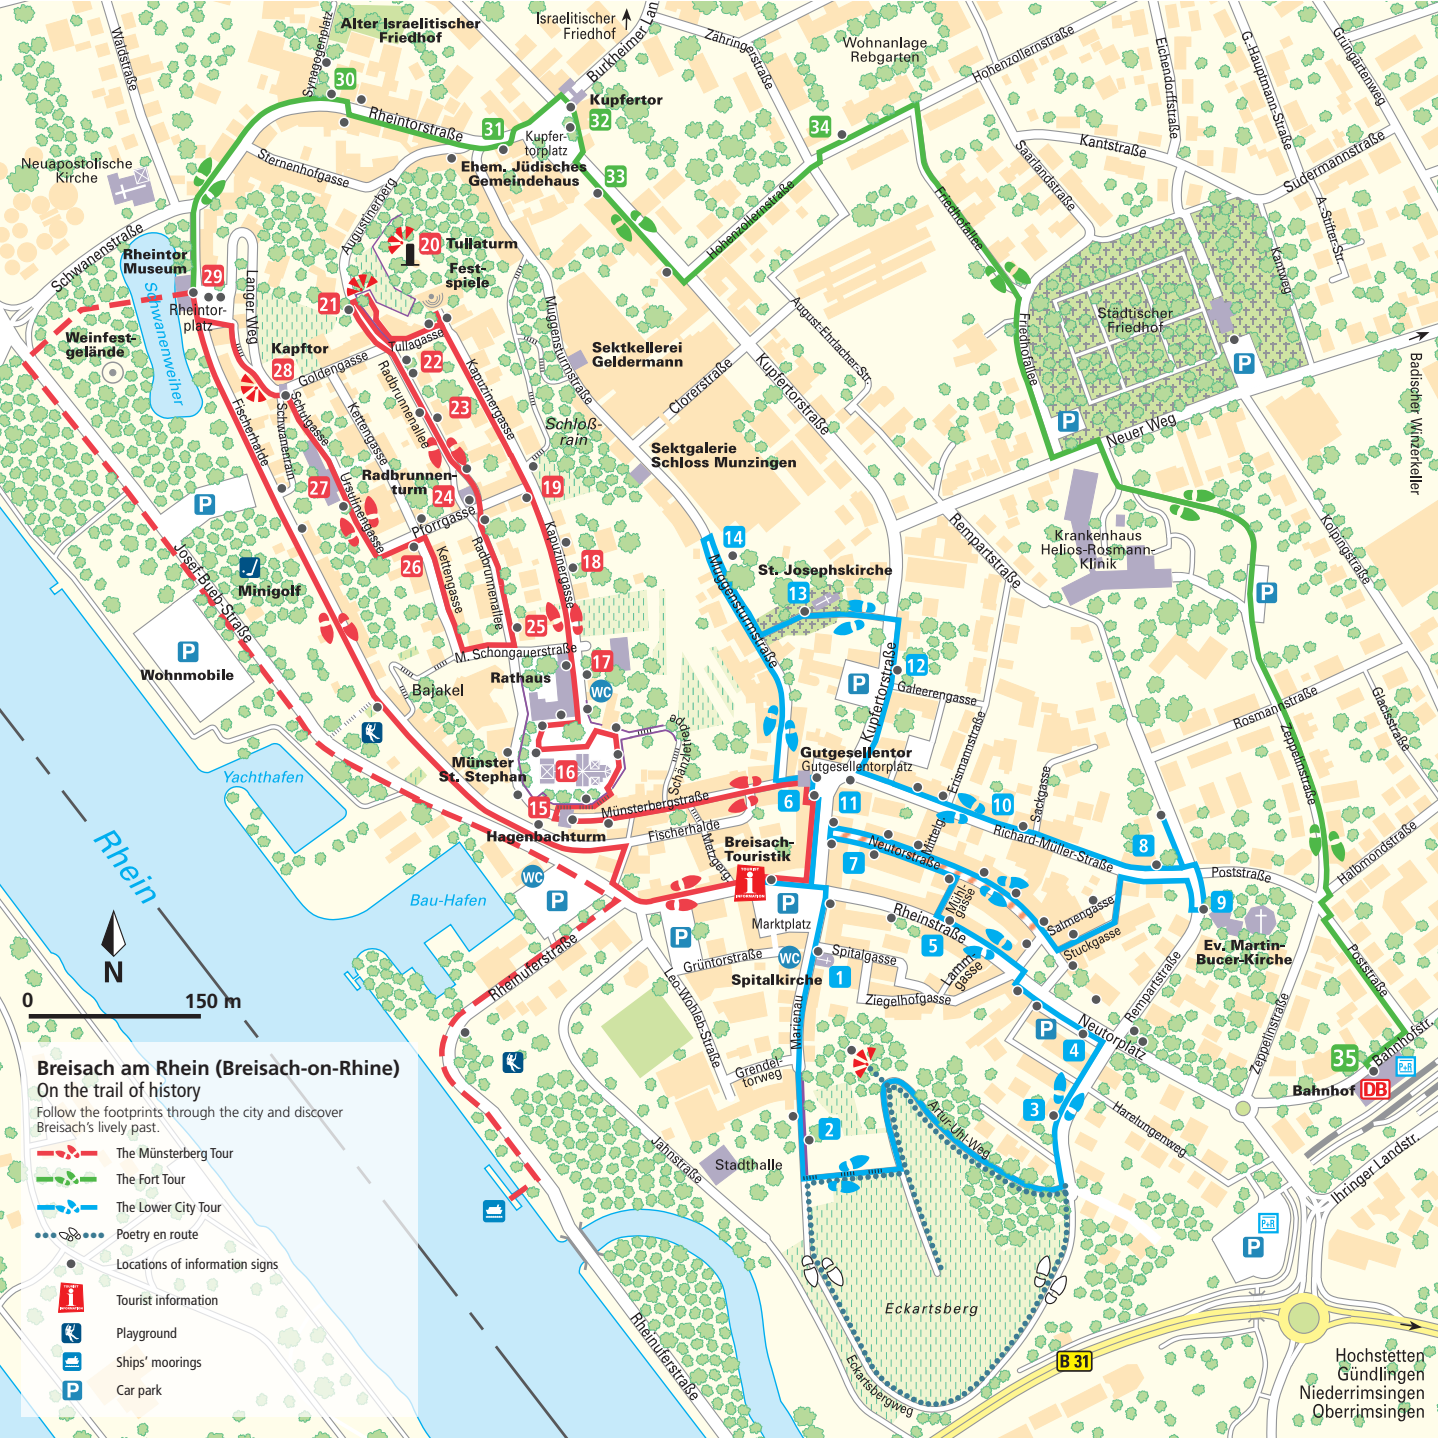 Waldstraße
Synagogenplatz
Alter Israelitischer
Friedhof
Israelitischer
Friedhof
Burkheimer Lan
Zähringerstraße
Wohnanlage
Rebgarten
Hohenzollernstraße
Eichendorffstraße
G.-Hauptmann-Straße
Grüngärtenweg
30
Rheintorstraße
31
Kupfertor
32
Kupfer-
torplatz
34
Kantstraße
Saarlandstraße
Sudermannstraße
Neuapostolische
Kirche
Sternenhofgasse
Ehem. Jüdisches
Gemeindehaus
33
Augustinerberg
Hohenzollernstraße
Friedhofallee
A.-Stifter-Str.
Kantweg
Schwanenstraße
Rheintor
Museum
29
Rheintor-
platz
Schwanenweiher
Langer Weg
20
Tullaturm
Fest-
spiele
21
Weinfest-
gelände
Kapftor
28
Goldengasse
Tullagasse
22
Radbrunnenallee
23
Kapuzinergasse
Muggensturmstraße
Sektkellerei
Geldermann
August-Ehrlacher-Str.
Kupfertorstraße
Clorerstraße
Friedhofallee
Städtischer
Friedhof
P
P
Neuer Weg
Badischer Winzerkeller
Fischerhalde
Schwanenrain
Schulgasse
Kettengasse
Schloß-
rain
Sektgalerie
Schloss Munzingen
Radbrunnen-
turm
24
27
Ursulinengasse
Pforrgasse
19
26
Kettengasse
Radbrunnenallee
Kapuzinergasse
18
P
Josef-Bueb-Straße
Minigolf
14
St. Josephskirche
13
Muggensturmstraße
Rempartstraße
Krankenhaus
Helios-Rosmann-
Klinik
Kolpingstraße
P
P
Wohnmobile
25
M. Schongauerstraße
Rathaus
17
WC
Bajakel
12
P
Galeerengasse
Kupfertorstraße
Rosmannstraße
Glacisstraße
Zeppelinstraße
Yachthafen
Münster
St. Stephan
16
15
Schänzletreppe
Münsterbergstraße
Hagenbachturm
Fischerhalde
Metzgerg.
Gutgesellentor
Gutgesellentorplatz
6
11
Erismannstraße
10
Sackgasse
Mittelg.
Richard-Müller-Straße
8
Poststraße
Halbmondstraße
Breisach-
Touristik
7
Neutorstraße
TOURIST
i
INFORMATION
P
Marktplatz
Rhein
Bau-Hafen
WC
P
P
Mühl-
gasse
Rheinstraße
5
Salmengasse
Stuckgasse
9
Ev. Martin-
Bucer-Kirche
Grüntorstraße
WC
Spitalkirche
1
Spitalgasse
Lamm-
gasse
Ziegelhofgasse
Rheinuferstraße
Leo-Wohleb-Straße
Marienau
Rempartstraße
Poststraße
N
0
150 m
P
4
Neutorplatz
Zeppelinstraße
35
Bahnhofstr.
P+R
Bahnhof
DB
Grendel-
torweg
Artur-Uhl-Weg
3
Harelungenweg
2
Jahnstraße
Stadthalle
Ihringer Landstr.
P+R
P
Breisach am Rhein (Breisach-on-Rhine)
On the trail of history
Follow the footprints through the city and discover
Breisach's lively past.
The Münsterberg Tour
The Fort Tour
The Lower City Tour
Poetry en route
Locations of information signs
TOURIST
i
INFORMATION
Tourist information
Playground
Ships' moorings
P
Car park
Eckartsberg
Rheinuferstraße
Eckartsbergweg
B 31
Hochstetten
Gündlingen
Niederrimsingen
Oberrimsingen